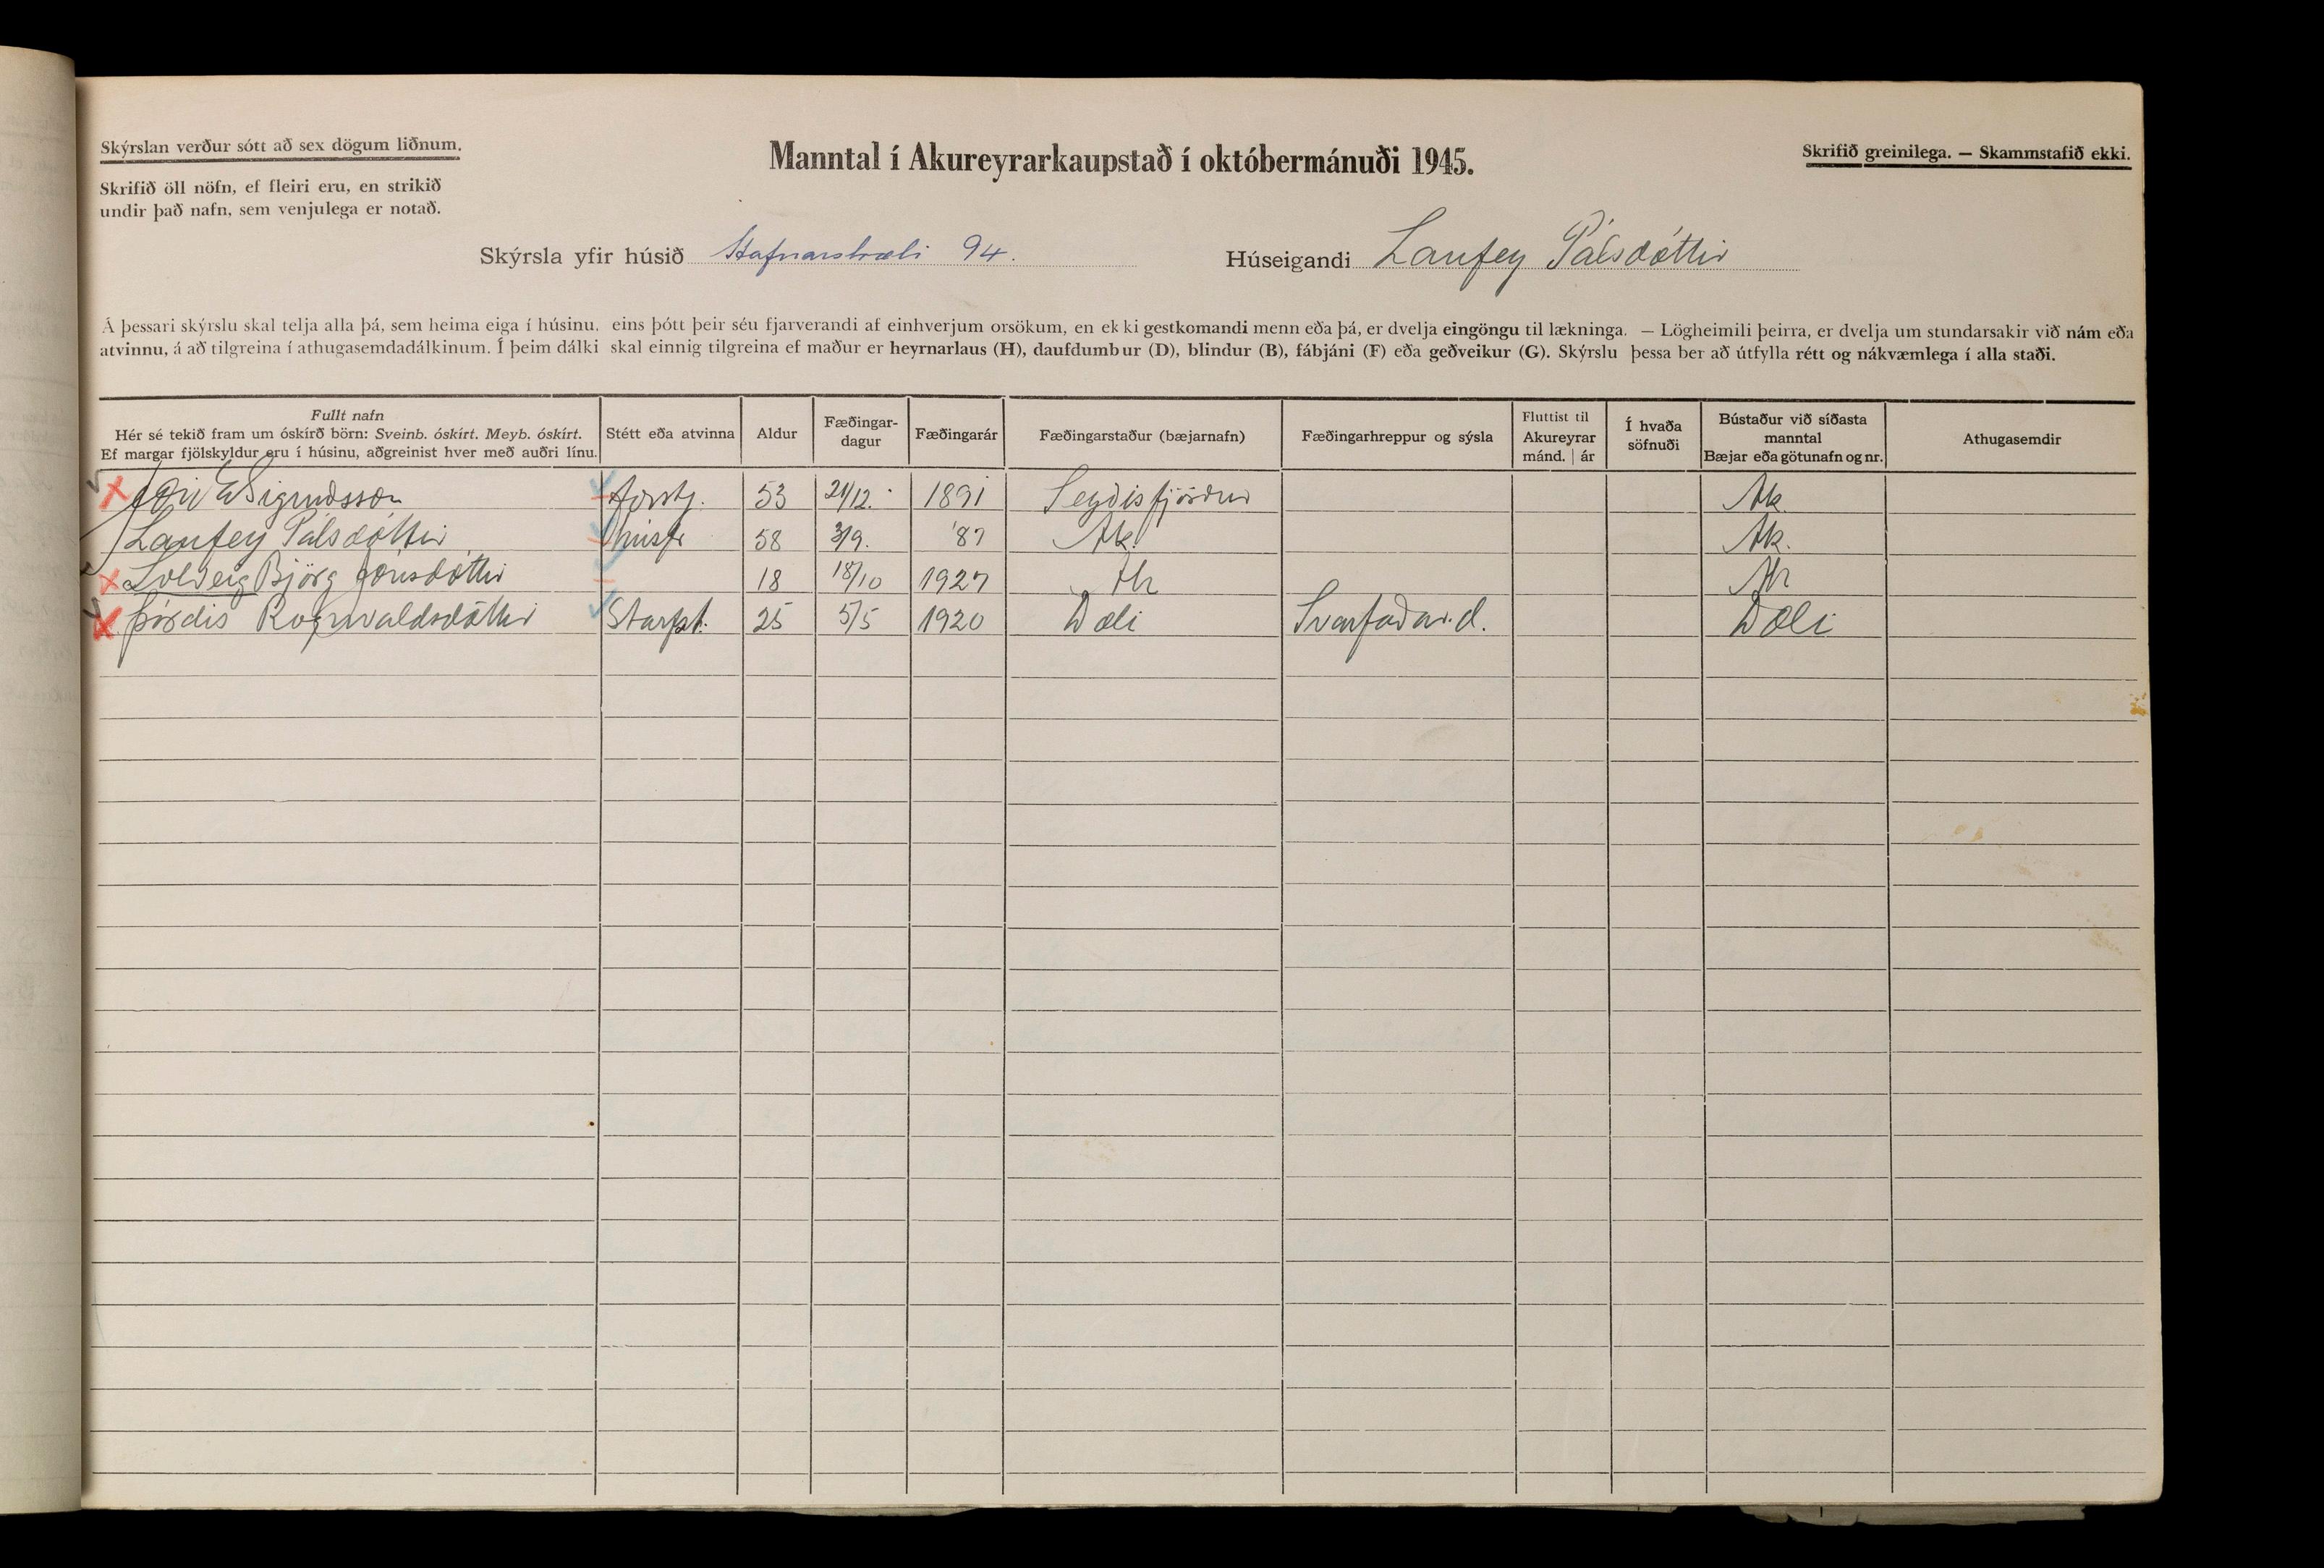 Skýrslan verður sótt að sex dögum liðnum.
Skrifið öll nöfn, ef fleiri eru, en strikið
undir það nafn, sem venjulega er notað.
Manntal í Akureyrarkaupstað í októbermánuði 1945.
Skrifið greinilega. — Skammstafið ekki.
Skýrsla yfir húsið Hafnarstræti 94.
Húseigandi Laufey Pálsdóttir
Á þessari skýrslu skal telja alla þá, sem heima eiga í húsinu, eins þótt þeir séu fjarverandi af einhverjum orsökum, en ekki gestkomandi menn eða þá, er dvelja eingöngu til lækninga. — Lögheimili þeirra, er dvelja um stundarsakir við nám eða
atvinnu, á að tilgreina í athugasemdadálkinum. Í þeim dálki skal einnig tilgreina ef maður er heyrnarlaus (H), daufdumbur (D), blindur (B), fábjáni (F) eða geðveikur (G). Skýrslu þessa ber að útfylla rétt og nákvæmlega í alla staði.
Fullt nafn
Hér sé tekið fram um óskírð börn: Sveinb. óskírt. Meyb. óskírt.
Ef margar fjölskyldur eru í húsinu, aðgreinist hver með auðri línu.
Stétt eða atvinna
Aldur
Fæðingar-
dagur
Fæðingarár
Fæðingarstaður (bæjarnafn)
Fæðingarhreppur og sýsla
Fluttist til
Akureyrar
mánd. | ár
Í hvaða
söfnuði
Bústaður við síðasta
manntal
Bæjar eða götunafn og nr.
Athugasemdir
Jón E Sigurðsson forstj. 53 21/12. 1891 Seyðisfjörður Ak.
Laufey Pálsdóttir húsfr 58 3/9. '87 Ak. Ak.
Solveig Björg Jónsdóttir 18 18/10 1927 Ak Ak
Þórdís Rögnvaldsdóttir Starfst. 25 5/5 1920 Dæli Svarfaðar.d. Dæli